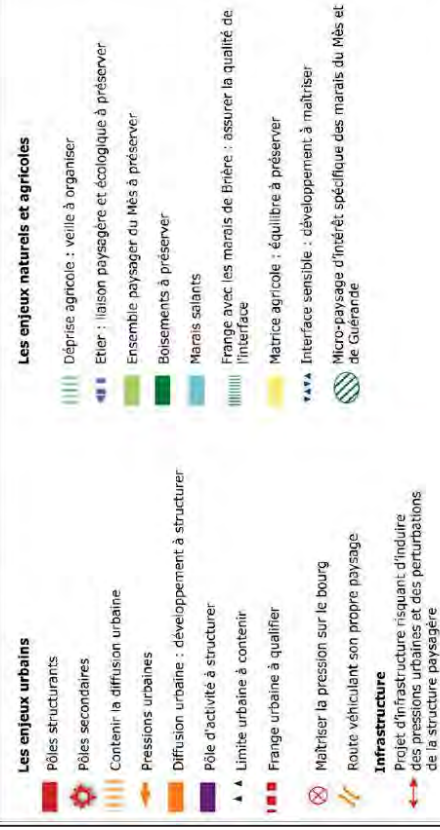 Les enjeux urbains
Pôles structurants
Pôles secondaires
Contenir la diffusion urbaine
Pressions urbaines
Diffusion urbaine : développement à structurer
Pôle d'activité à structurer
Limite urbaine à contenir
Frange urbaine à qualifier
Maîtriser la pression sur le bourg
Route véhiculant son propre paysage
Infrastructure
Projet d'infrastructure risquant d'induire
des pressions urbaines et des perturbations
de la structure paysagère
Les enjeux naturels et agricoles
Déprise agricole : veille à organiser
Etier : liaison paysagère et écologique à préserver
Ensemble paysager du Mès à préserver
Boisements à préserver
Marais salants
Frange avec les marais de Brière : assurer la qualité de
l'interface
Matrice agricole : équilibre à préserver
Interface sensible : développement à maîtriser
Micro-paysage d'intérêt spécifique des marais du Mès et
de Guérande